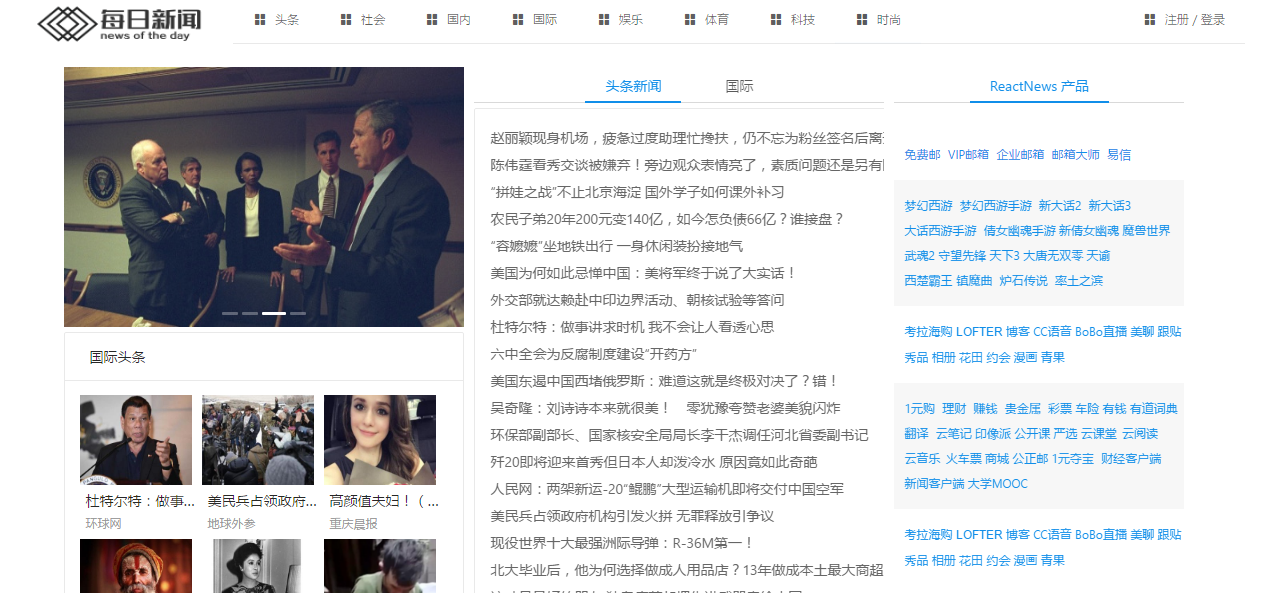 每日新闻
news of the day
头条 社会 国内 国际 娱乐 体育 科技 时尚 注册 / 登录
国际头条
杜特尔特：做事... 美民兵占领政府... 高颜值夫妇！（...
环球网 地球外参 重庆晨报
头条新闻 国际
赵丽颖现身机场，疲惫过度助理忙搀扶，仍不忘为粉丝签名后离
陈伟霆看秀交谈被嫌弃！旁边观众表情亮了，素质问题还是另有
“拼娃之战”不止北京海淀 国外学子如何课外补习
农民子弟20年200元变140亿，如今怎负债66亿？谁接盘？
“容嬷嬷”坐地铁出行 一身休闲装扮接地气
美国为何如此忌惮中国：美将军终于说了大实话！
外交部就达赖赴中印边界活动、朝核试验等答问
杜特尔特：做事讲求时机 我不会让人看透心思
六中全会为反腐制度建设“开药方”
美国东遏中国西堵俄罗斯：难道这就是终极对决了？错！
吴奇隆：刘诗诗本来就很美！ 零犹豫夸赞老婆美貌闪炸
环保部副部长、国家核安全局局长李干杰调任河北省委副书记
歼20即将迎来首秀但日本人却泼冷水 原因竟如此奇葩
人民网：两架新运-20“鲲鹏”大型运输机即将交付中国空军
美民兵占领政府机构引发火拼 无罪释放引争议
现役世界十大最强洲际导弹：R-36M第一！
北大毕业后，他为何选择做成人用品店？13年做成本土最大商超
ReactNews 产品
免费邮 VIP邮箱 企业邮箱 邮箱大师 易信
梦幻西游 梦幻西游手游 新大话2 新大话3
大话西游手游 倩女幽魂手游 新倩女幽魂 魔兽世界
武魂2 守望先锋 天下3 大唐无双零 天谕
西楚霸王 镇魔曲 炉石传说 率土之滨
考拉海购 LOFTER 博客 CC语音 BoBo直播 美聊 跟贴
秀品 相册 花田 约会 漫画 青果
1元购 理财 赚钱 贵金属 彩票 车险 有钱 有道词典
翻译 云笔记 印像派 公开课 严选 云课堂 云阅读
云音乐 火车票 商城 公正邮 1元夺宝 财经客户端
新闻客户端 大学MOOC
考拉海购 LOFTER 博客 CC语音 BoBo直播 美聊 跟贴
秀品 相册 花田 约会 漫画 青果